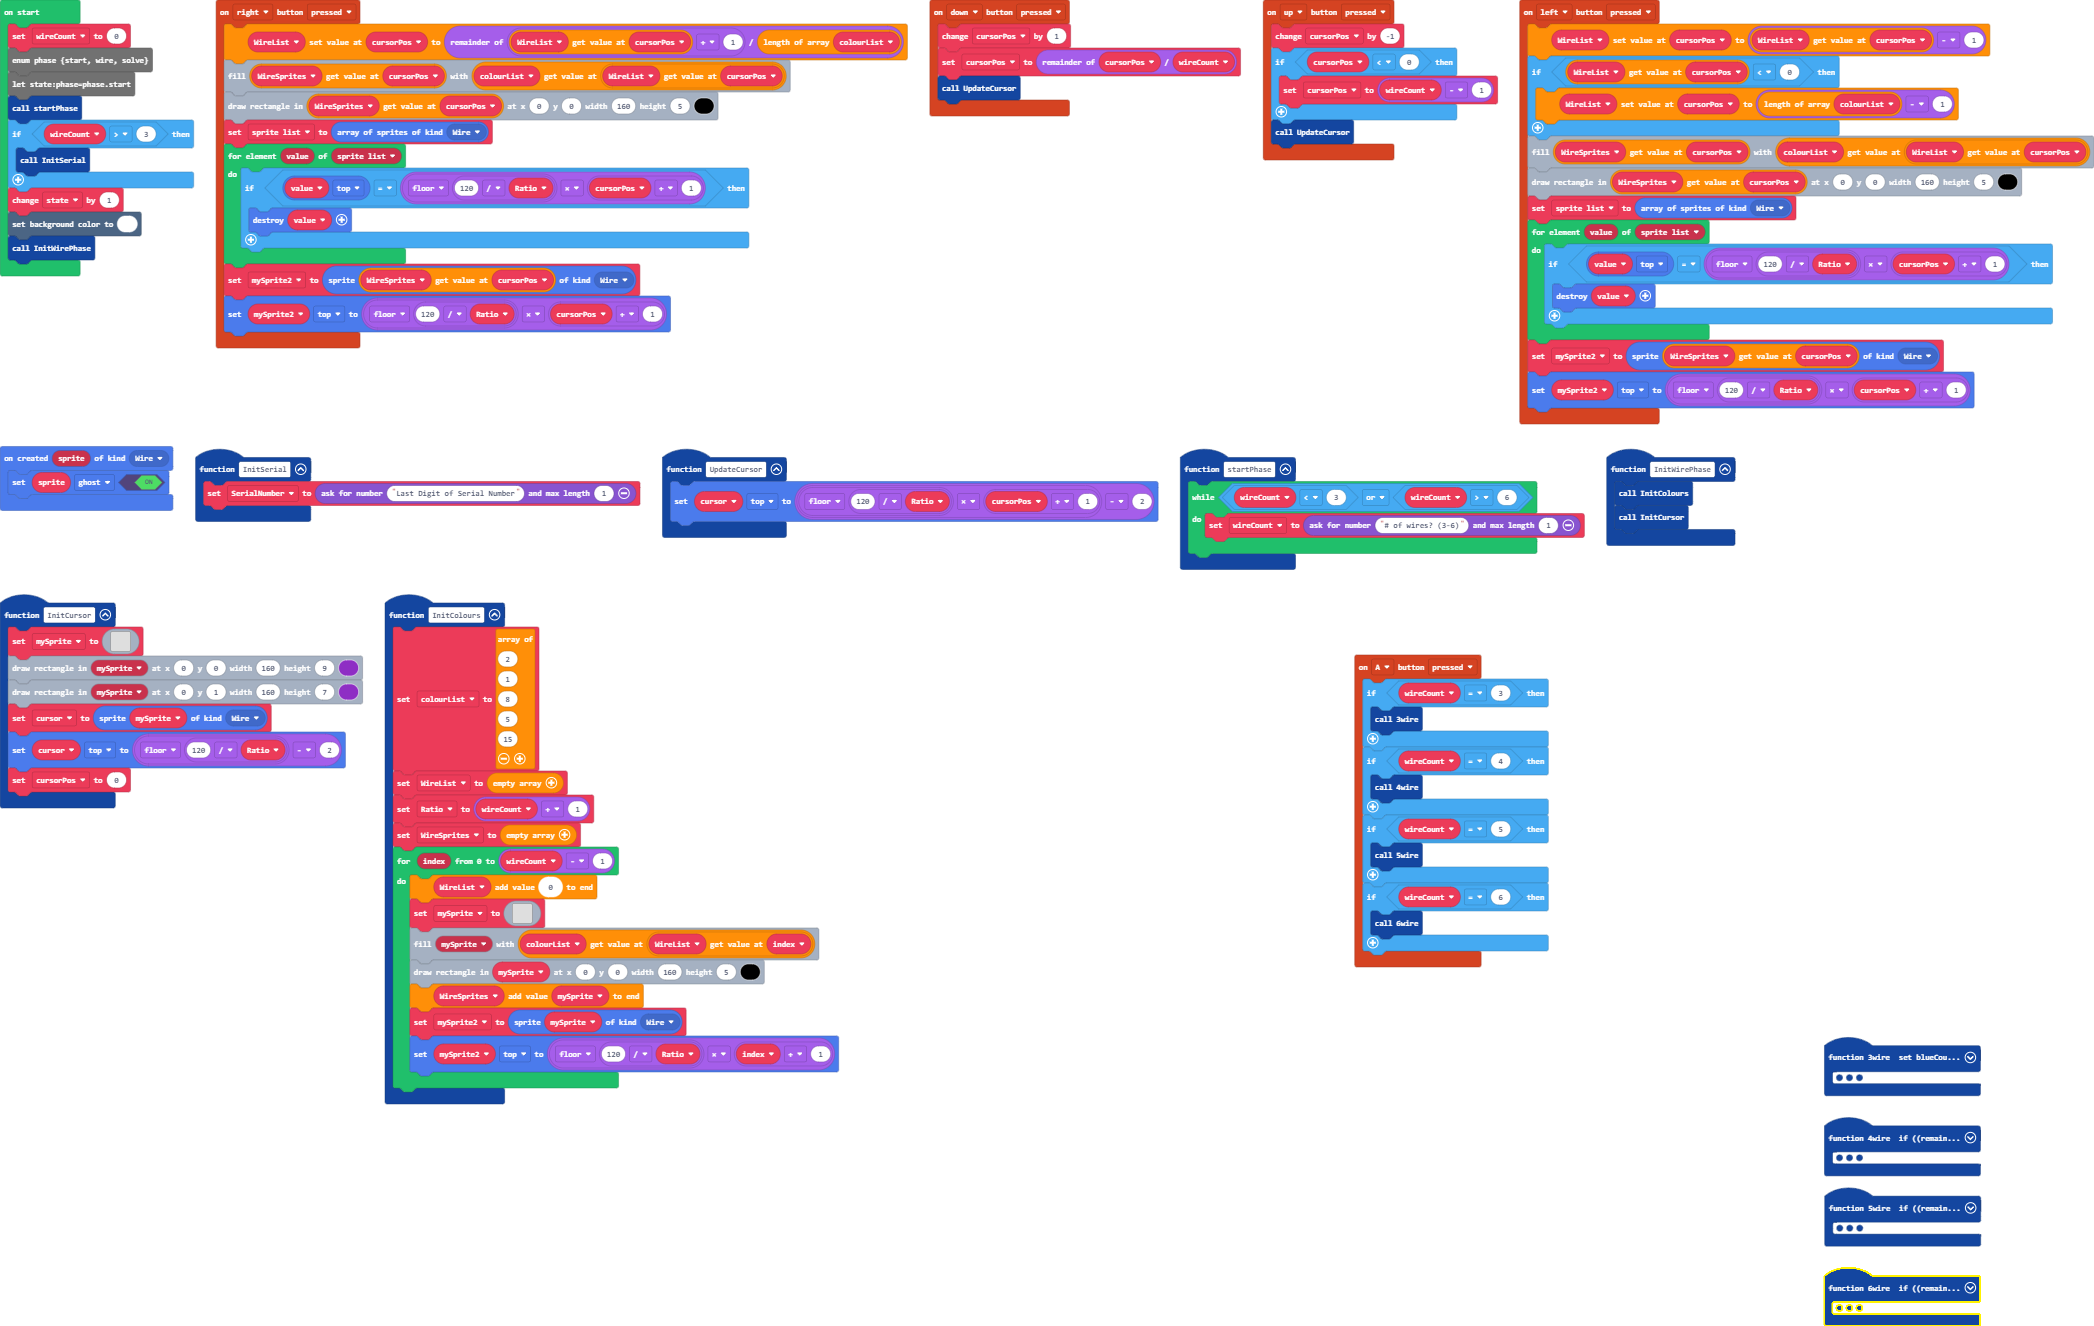 on start
set wireCount to 0
enum phase {start, wire, solve}
let state:phase=phase.start
call startPhase
if wireCount > 3 then
call InitSerial
change state by 1
set background color to
call InitWirePhase
on right button pressed
WireList set value at cursorPos to remainder of WireList get value at cursorPos + 1 / length of array colourList
fill WireSprites get value at cursorPos with colourList get value at WireList get value at cursorPos
draw rectangle in WireSprites get value at cursorPos at x 0 y 0 width 160 height 5
set sprite list to array of sprites of kind Wire
for element value of sprite list
do
if value top = floor 120 / Ratio × cursorPos + 1 then
destroy value
set mySprite2 to sprite WireSprites get value at cursorPos of kind Wire
set mySprite2 top to floor 120 / Ratio × cursorPos + 1
on down button pressed
change cursorPos by 1
set cursorPos to remainder of cursorPos / wireCount
call UpdateCursor
on up button pressed
change cursorPos by -1
if cursorPos < 0 then
set cursorPos to wireCount - 1
call UpdateCursor
on left button pressed
WireList set value at cursorPos to WireList get value at cursorPos - 1
if WireList get value at cursorPos < 0 then
WireList set value at cursorPos to length of array colourList - 1
fill WireSprites get value at cursorPos with colourList get value at WireList get value at cursorPos
draw rectangle in WireSprites get value at cursorPos at x 0 y 0 width 160 height 5
set sprite list to array of sprites of kind Wire
for element value of sprite list
do
if value top = floor 120 / Ratio × cursorPos + 1 then
destroy value
set mySprite2 to sprite WireSprites get value at cursorPos of kind Wire
set mySprite2 top to floor 120 / Ratio × cursorPos + 1
on created sprite of kind Wire
set sprite ghost ON
function InitSerial
set SerialNumber to ask for number "Last Digit of Serial Number" and max length 1
function UpdateCursor
set cursor top to floor 120 / Ratio × cursorPos + 1 - 2
function startPhase
while wireCount < 3 or wireCount > 6
do
set wireCount to ask for number "# of wires? (3-6)" and max length 1
function InitWirePhase
call InitColours
call InitCursor
function InitCursor
set mySprite to
draw rectangle in mySprite at x 0 y 0 width 160 height 9
draw rectangle in mySprite at x 0 y 1 width 160 height 7
set cursor to sprite mySprite of kind Wire
set cursor top to floor 120 / Ratio - 2
set cursorPos to 0
function InitColours
set colourList to array of
2
1
8
5
15
set WireList to empty array
set Ratio to wireCount + 1
set WireSprites to empty array
for index from 0 to wireCount - 1
do
WireList add value 0 to end
set mySprite to
fill mySprite with colourList get value at WireList get value at index
draw rectangle in mySprite at x 0 y 0 width 160 height 5
WireSprites add value mySprite to end
set mySprite2 to sprite mySprite of kind Wire
set mySprite2 top to floor 120 / Ratio × index + 1
on A button pressed
if wireCount = 3 then
call 3wire
if wireCount = 4 then
call 4wire
if wireCount = 5 then
call 5wire
if wireCount = 6 then
call 6wire
function 3wire set blueCou...
function 4wire if ((remain...
function 5wire if ((remain...
function 6wire if ((remain...